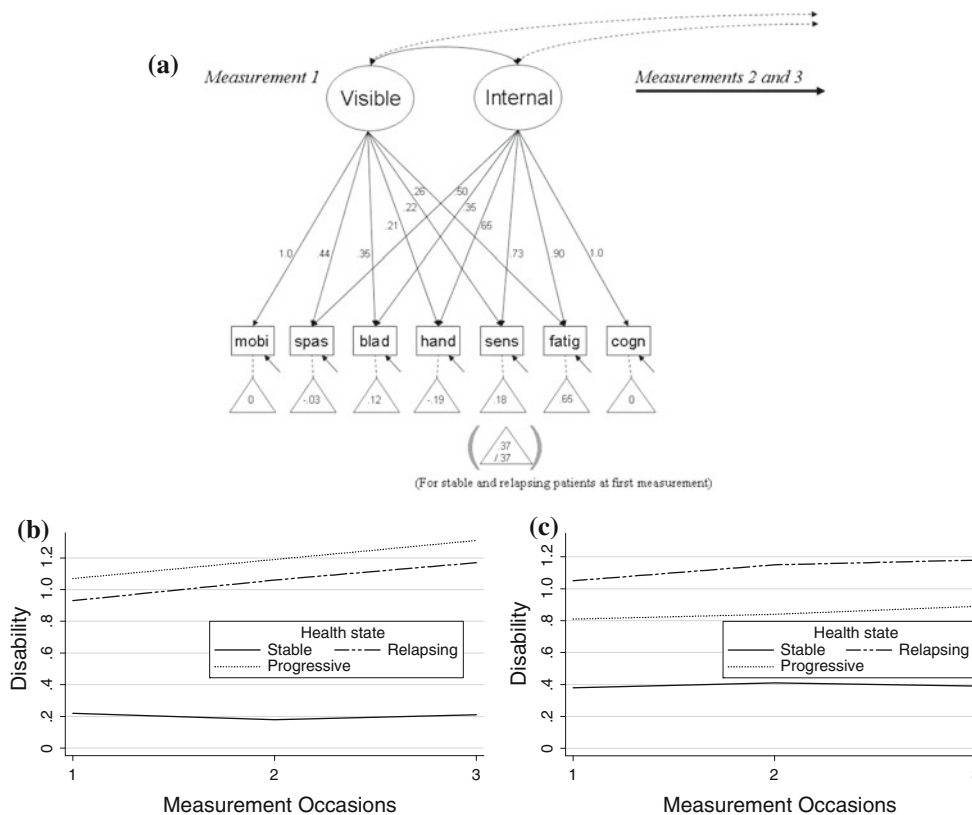 (a)
Measurement 1
Measurements 2 and 3
Visible
Internal
.26
.50
.22
.35
.21
.65
1.0
.44
.35
.73
.90
1.0
mobi
spas
blad
hand
sens
fatig
cogn
0
-.03
.12
-.19
.18
.65
0
( .37
/.37 )
(For stable and relapsing patients at first measurement)
(b)
Disability
1.2
1.0
.8
.6
.4
.2
0
Health state
Stable
Relapsing
Progressive
1
2
3
Measurement Occasions
(c)
Disability
1.2
1.0
.8
.6
.4
.2
0
Health state
Stable
Relapsing
Progressive
1
2
Measurement Occasions